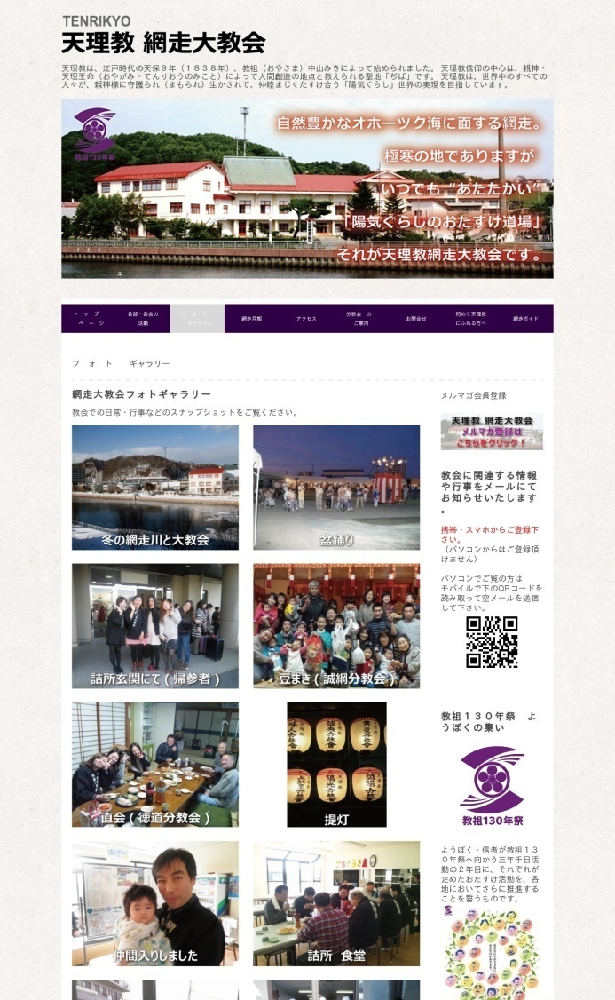 TENRIKYO
天理教 網走大教会
天理教は、江戸時代の天保９年（１８３８年）、教祖（おやさま）中山みきによって始められました。 天理教信仰の中心は、親神・
天理王命（おやがみ・てんりおうのみこと）によって人間創造の地点と教えられる聖地「ぢば」です。 天理教は、世界中のすべての
人々が、親神様に守護られ（まもられ）生かされて、仲睦まじくたすけ合う「陽気ぐらし」世界の実現を目指しています。
教祖130年祭
自然豊かなオホーツク海に面する網走。
極寒の地でありますが
いつでも “あたたかい”
「陽気ぐらしのおたすけ道場」
それが天理教網走大教会です。
ト ッ プ
ペ ー ジ
各部・各会の
活動
フ ォ ト
ギャラリー
網走月報
アクセス
分教会 の
ご案内
お問合せ
初めて天理教
にふれる方へ
網走ガイド
フ ォ ト ギャラリー
網走大教会フォトギャラリー
教会での日常・行事などのスナップショットをご覧ください。
冬の網走川と大教会
盆踊り
詰所玄関にて ( 帰参者 )
豆まき ( 誠網分教会 )
直会 ( 徳道分教会 )
提灯
仲間入りしました
詰所 食堂
メルマガ会員登録
天理教 網走大教会
メルマガ登録は
こちらをクリック！
教会に関連する情報
や行事をメールにて
お知らせいたします
。
携帯・スマホからご登録下
さい。
（パソコンからはご登録頂
けません）
パソコンでご覧の方は
モバイルで下のQRコードを
読み取って空メールを送信
して下さい。
教祖１３０年祭 よ
うぼくの集い
教祖130年祭
ようぼく・信者が教祖１３
０年祭へ向かう三年千日活
動の２年目に、それぞれが
定めたおたすけ活動を、各
地においてさらに推進する
ことを誓うものです。